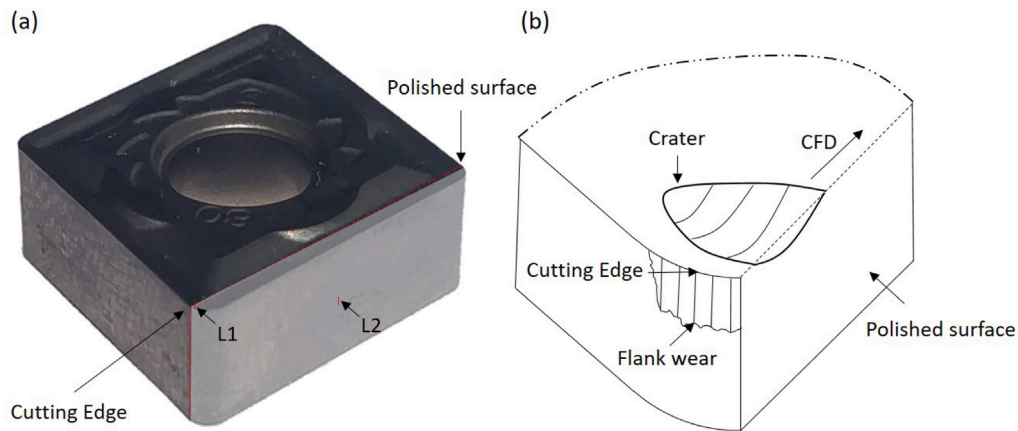 (a)
Polished surface
L1
L2
Cutting Edge
(b)
Crater
CFD
Cutting Edge
Polished surface
Flank wear